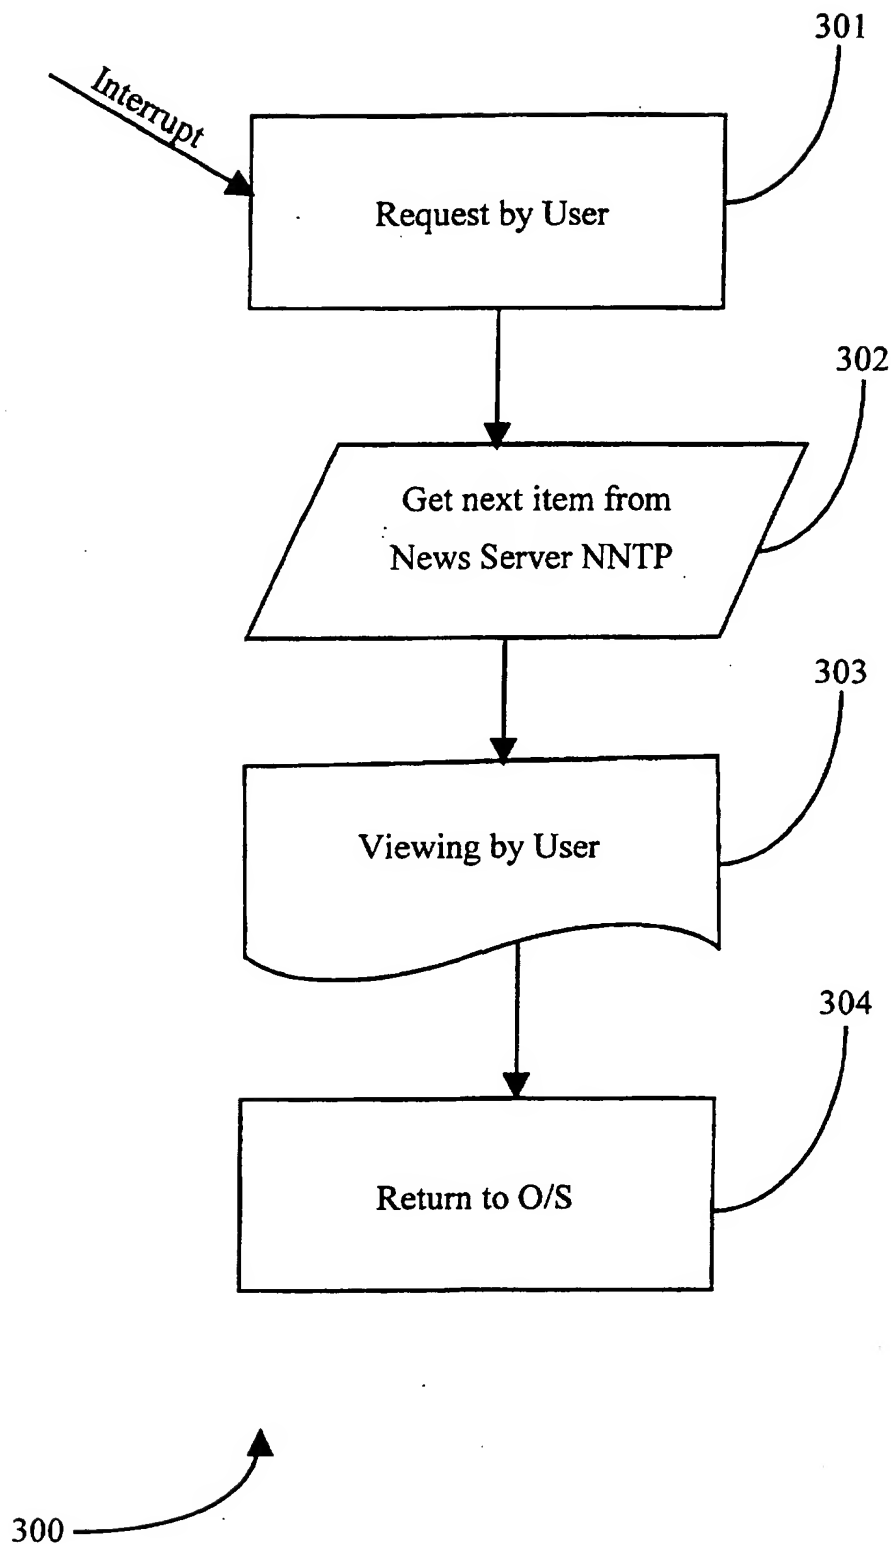 301
Interrupt
Request by User
302
Get next item from
News Server NNTP
303
Viewing by User
304
Return to O/S
300